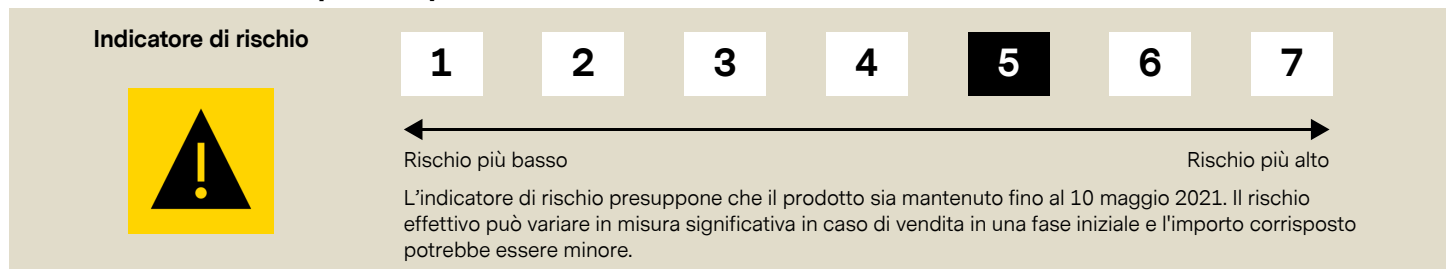 Indicatore di rischio
1 2 3 4 5 6 7
Rischio più basso Rischio più alto
L'indicatore di rischio presuppone che il prodotto sia mantenuto fino al 10 maggio 2021. Il rischio
effettivo può variare in misura significativa in caso di vendita in una fase iniziale e l'importo corrisposto
potrebbe essere minore.